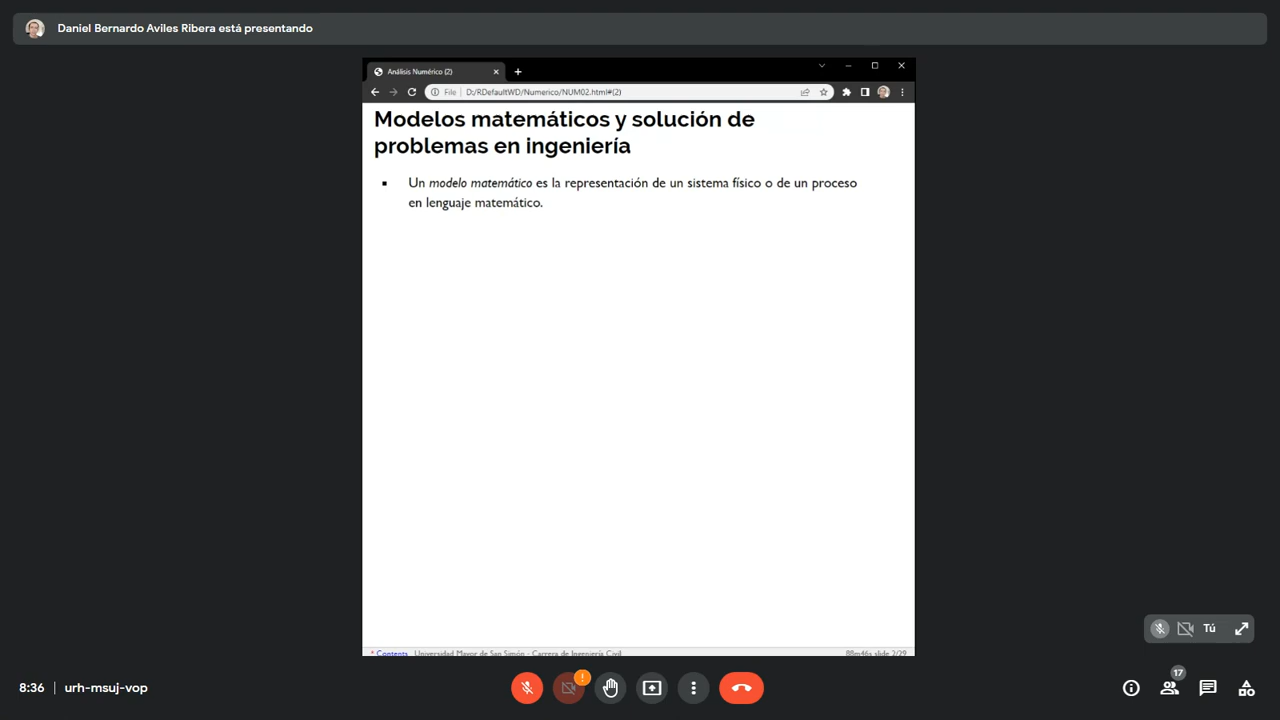 Daniel Bernardo Aviles Ribera está presentando
Análisis Numérico (2)
File | D:/RDefaultWD/Numerico/NUM02.html#(2)
Modelos matemáticos y solución de
problemas en ingeniería
▪ Un modelo matemático es la representación de un sistema físico o de un proceso
en lenguaje matemático.
* Contents Universidad Mayor de San Simón - Carrera de Ingeniería Civil 88m46s slide 2/29
Tú
17
8:36 | urh-msuj-vop